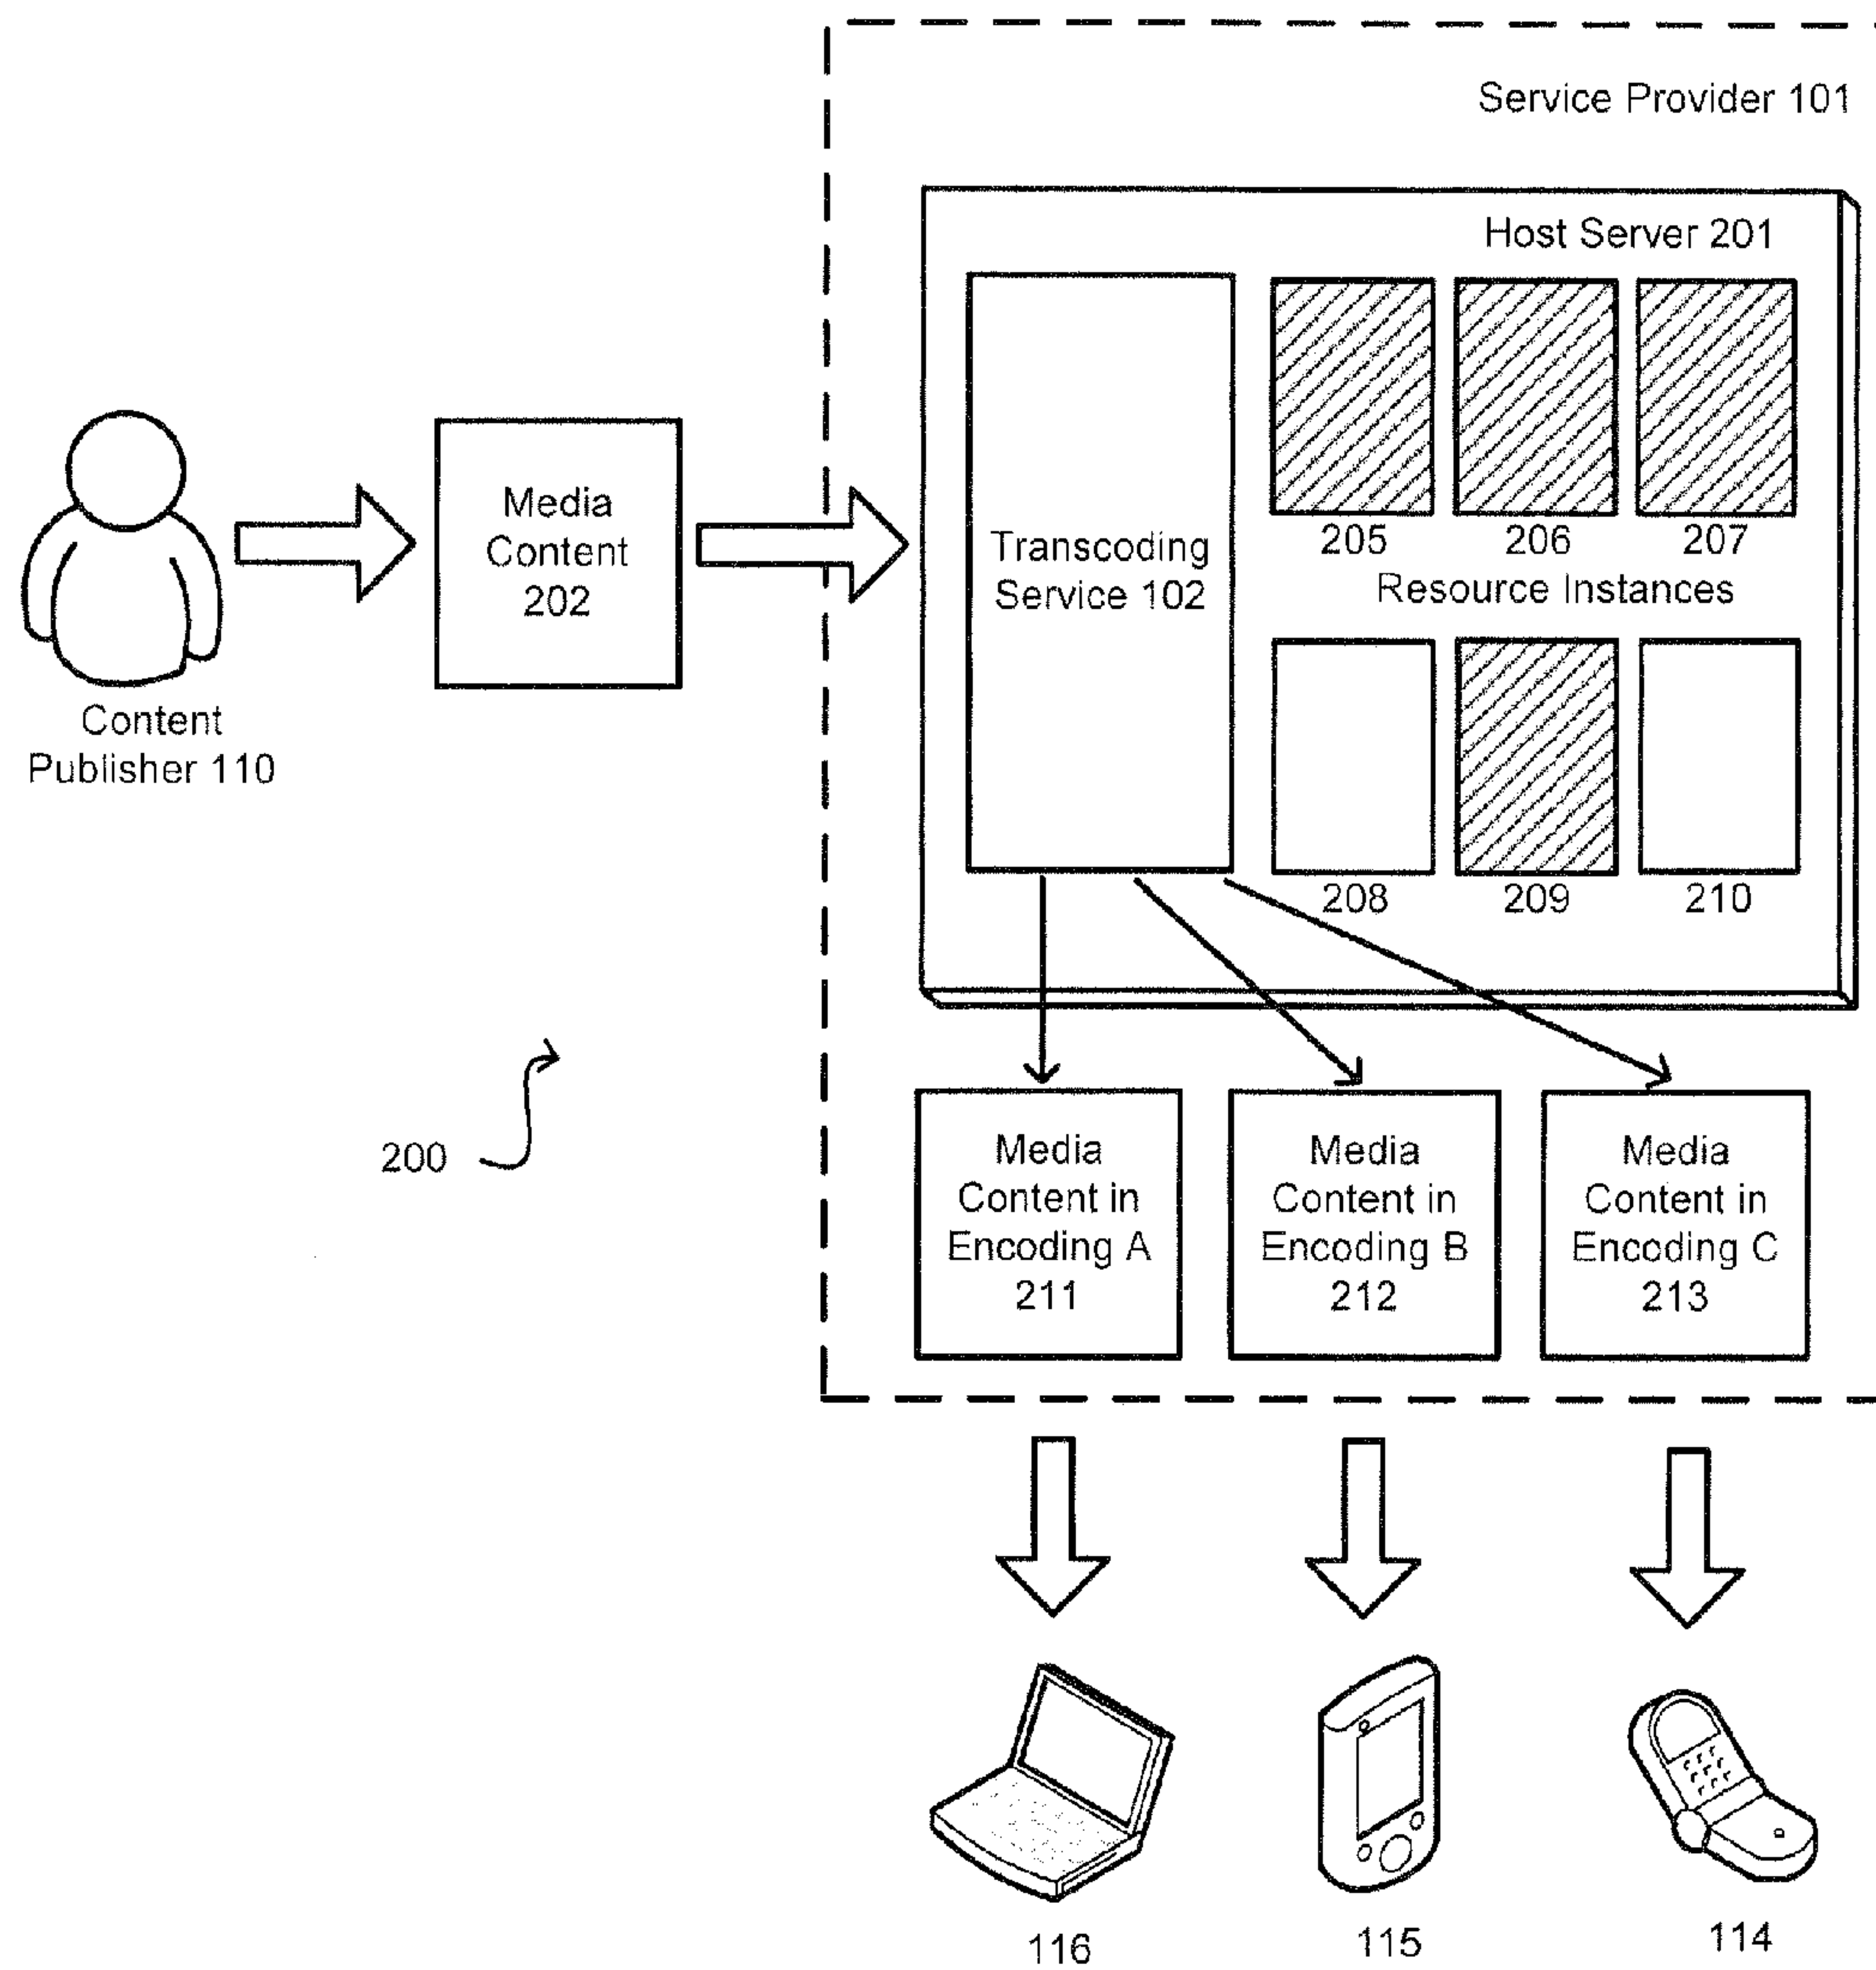 Service Provider 101
Host Server 201
Media
Content
202
Transcoding
Service 102
205
206
207
Resource Instances
208
209
210
Content
Publisher 110
200
Media
Content in
Encoding A
211
Media
Content in
Encoding B
212
Media
Content in
Encoding C
213
116
115
114